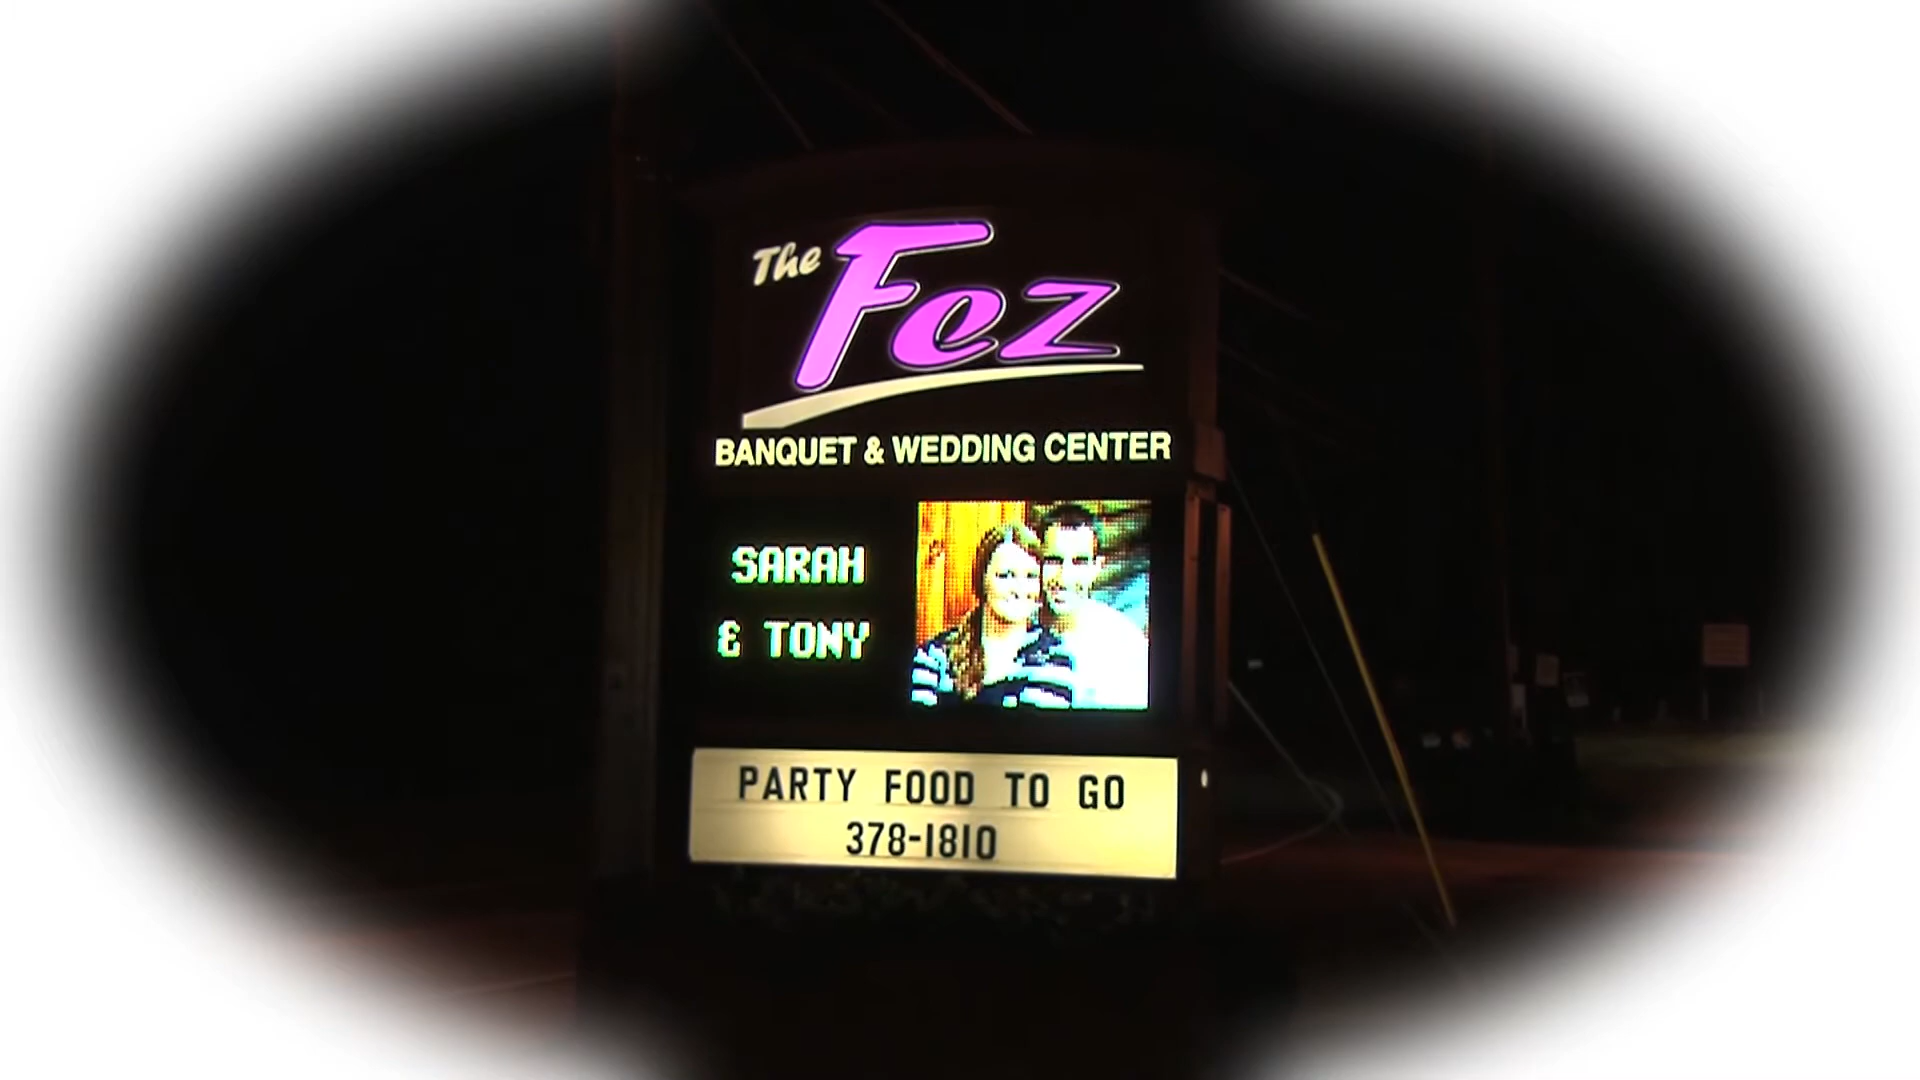 The Fez
BANQUET & WEDDING CENTER
SARAH
& TONY
PARTY FOOD TO GO
378-1810